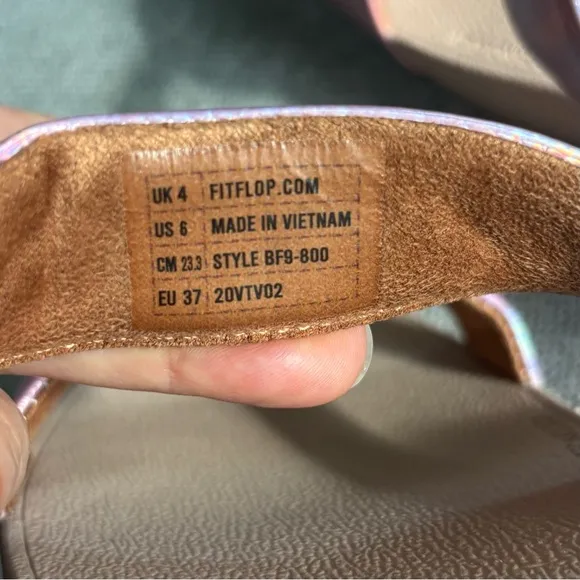 UK 4 FITFLOP.COM
US 6 MADE IN VIETNAM
CM 23.3 STYLE BF9-800
EU 37 20VTV02